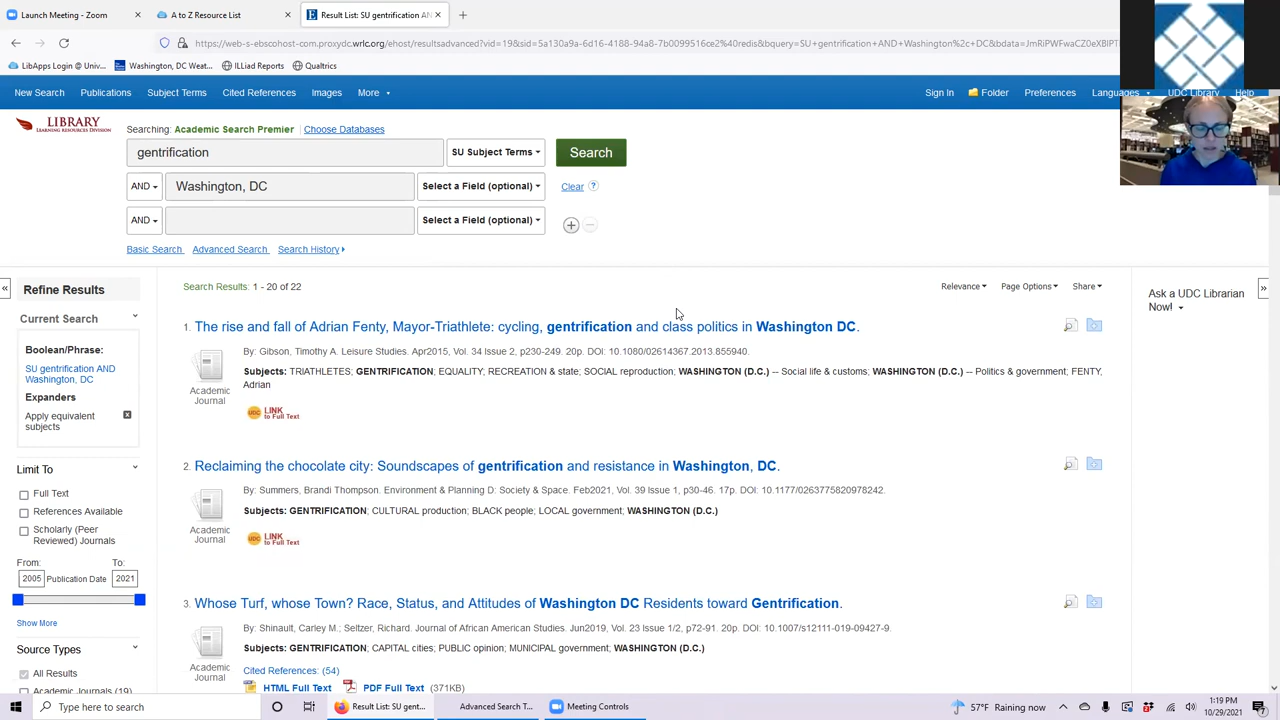 Launch Meeting - Zoom
A to Z Resource List
Result List: SU gentrification AN
https://web-s-ebscohost-com.proxydc.wrlc.org/ehost/resultsadvanced?vid=19&sid=5a130a9a-6d16-4188-94a8-7b0099516ce2%40redis&bquery=SU+gentrification+AND+Washington%2c+DC&bdata=JmRiPWFwaCZ0eXBlPT
LibApps Login @ Univ...
Washington, DC Weat...
ILLiad Reports
Qualtrics
New Search
Publications
Subject Terms
Cited References
Images
More
Sign In
Folder
Preferences
Languages
UDC Library
Help
LIBRARY
LEARNING RESOURCES DIVISION
Searching: Academic Search Premier
Choose Databases
gentrification
SU Subject Terms
Search
AND
Washington, DC
Select a Field (optional)
Clear
?
AND
Select a Field (optional)
Basic Search
Advanced Search
Search History
Refine Results
Current Search
Boolean/Phrase:
SU gentrification AND
Washington, DC
Expanders
Apply equivalent
subjects
Limit To
Full Text
References Available
Scholarly (Peer
Reviewed) Journals
From:
To:
2005
Publication Date
2021
Show More
Source Types
All Results
Academic Journals (19)
Search Results: 1 - 20 of 22
Relevance
Page Options
Share
1. The rise and fall of Adrian Fenty, Mayor-Triathlete: cycling, gentrification and class politics in Washington DC.
By: Gibson, Timothy A. Leisure Studies. Apr2015, Vol. 34 Issue 2, p230-249. 20p. DOI: 10.1080/02614367.2013.855940.
Subjects: TRIATHLETES; GENTRIFICATION; EQUALITY; RECREATION & state; SOCIAL reproduction; WASHINGTON (D.C.) -- Social life & customs; WASHINGTON (D.C.) -- Politics & government; FENTY,
Adrian
Academic
Journal
UDC LINK
to Full Text
2. Reclaiming the chocolate city: Soundscapes of gentrification and resistance in Washington, DC.
By: Summers, Brandi Thompson. Environment & Planning D: Society & Space. Feb2021, Vol. 39 Issue 1, p30-46. 17p. DOI: 10.1177/0263775820978242.
Subjects: GENTRIFICATION; CULTURAL production; BLACK people; LOCAL government; WASHINGTON (D.C.)
Academic
Journal
UDC LINK
to Full Text
3. Whose Turf, whose Town? Race, Status, and Attitudes of Washington DC Residents toward Gentrification.
By: Shinault, Carley M.; Seltzer, Richard. Journal of African American Studies. Jun2019, Vol. 23 Issue 1/2, p72-91. 20p. DOI: 10.1007/s12111-019-09427-9.
Subjects: GENTRIFICATION; CAPITAL cities; PUBLIC opinion; MUNICIPAL government; WASHINGTON (D.C.)
Academic
Journal
Cited References: (54)
HTML Full Text
PDF Full Text (371KB)
Ask a UDC Librarian
Now!
Type here to search
Result List: SU gent...
Advanced Search T...
Meeting Controls
57°F Raining now
1:19 PM
10/29/2021
7